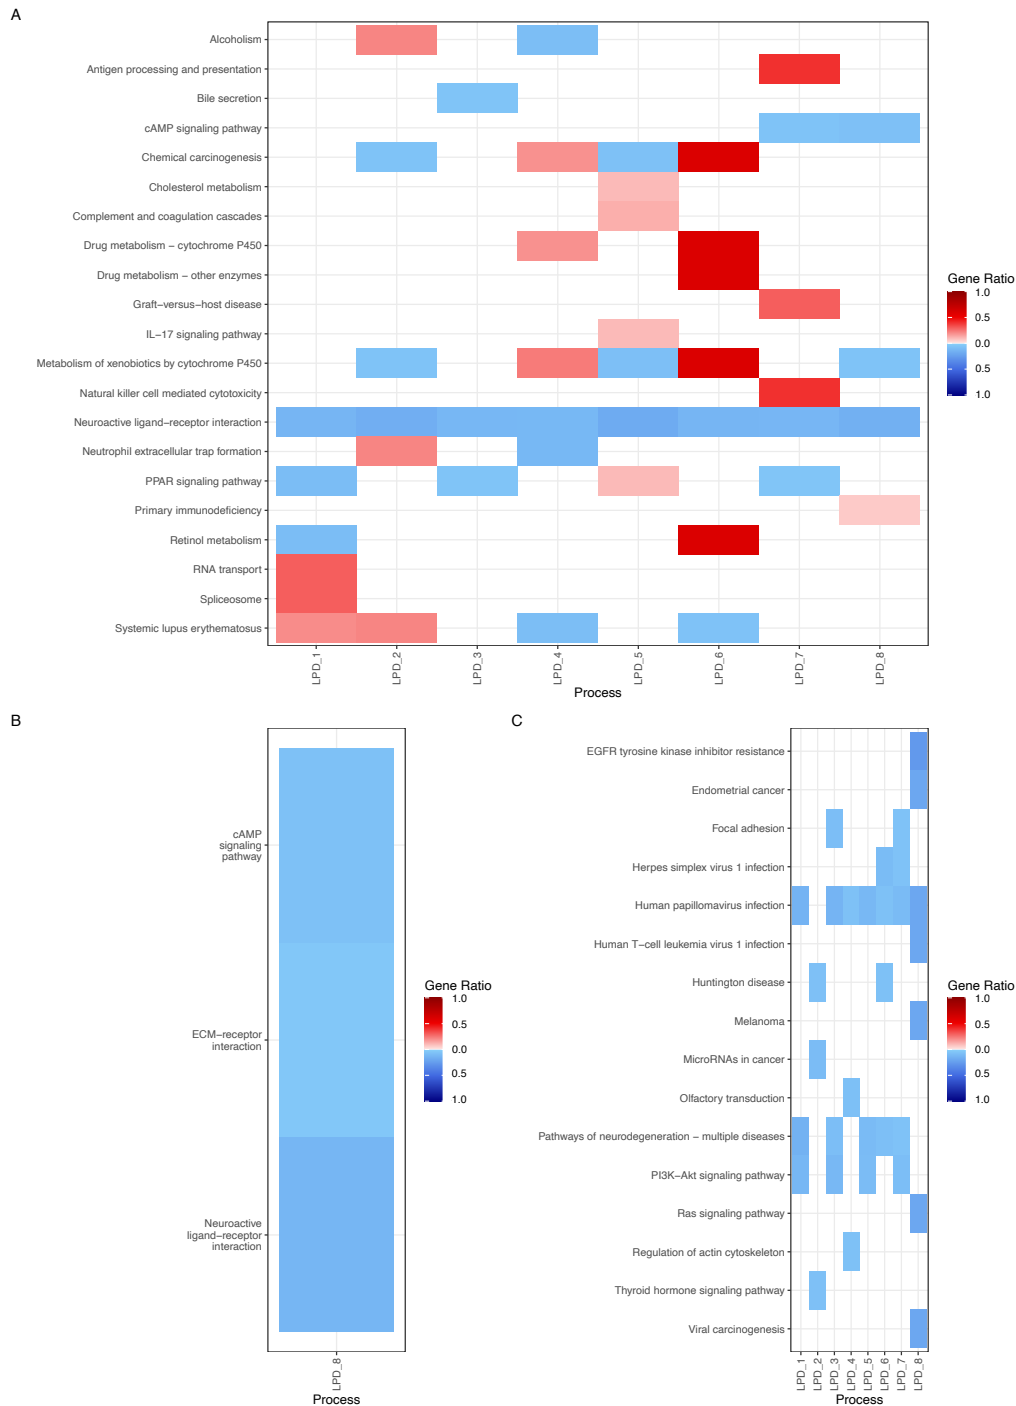 A
Alcoholism
Antigen processing and presentation
Bile secretion
cAMP signaling pathway
Chemical carcinogenesis
Cholesterol metabolism
Complement and coagulation cascades
Drug metabolism − cytochrome P450
Drug metabolism − other enzymes
Graft−versus−host disease
IL−17 signaling pathway
Metabolism of xenobiotics by cytochrome P450
Natural killer cell mediated cytotoxicity
Neuroactive ligand−receptor interaction
Neutrophil extracellular trap formation
PPAR signaling pathway
Primary immunodeficiency
Retinol metabolism
RNA transport
Spliceosome
Systemic lupus erythematosus
LPD_1
LPD_2
LPD_3
LPD_4
LPD_5
LPD_6
LPD_7
LPD_8
Process
Gene Ratio
1.0
0.5
0.0
0.5
1.0
B
cAMP
signaling
pathway
ECM−receptor
interaction
Neuroactive
ligand−receptor
interaction
LPD_8
Process
Gene Ratio
1.0
0.5
0.0
0.5
1.0
C
EGFR tyrosine kinase inhibitor resistance
Endometrial cancer
Focal adhesion
Herpes simplex virus 1 infection
Human papillomavirus infection
Human T−cell leukemia virus 1 infection
Huntington disease
Melanoma
MicroRNAs in cancer
Olfactory transduction
Pathways of neurodegeneration − multiple diseases
PI3K−Akt signaling pathway
Ras signaling pathway
Regulation of actin cytoskeleton
Thyroid hormone signaling pathway
Viral carcinogenesis
LPD_1
LPD_2
LPD_3
LPD_4
LPD_5
LPD_6
LPD_7
LPD_8
Process
Gene Ratio
1.0
0.5
0.0
0.5
1.0